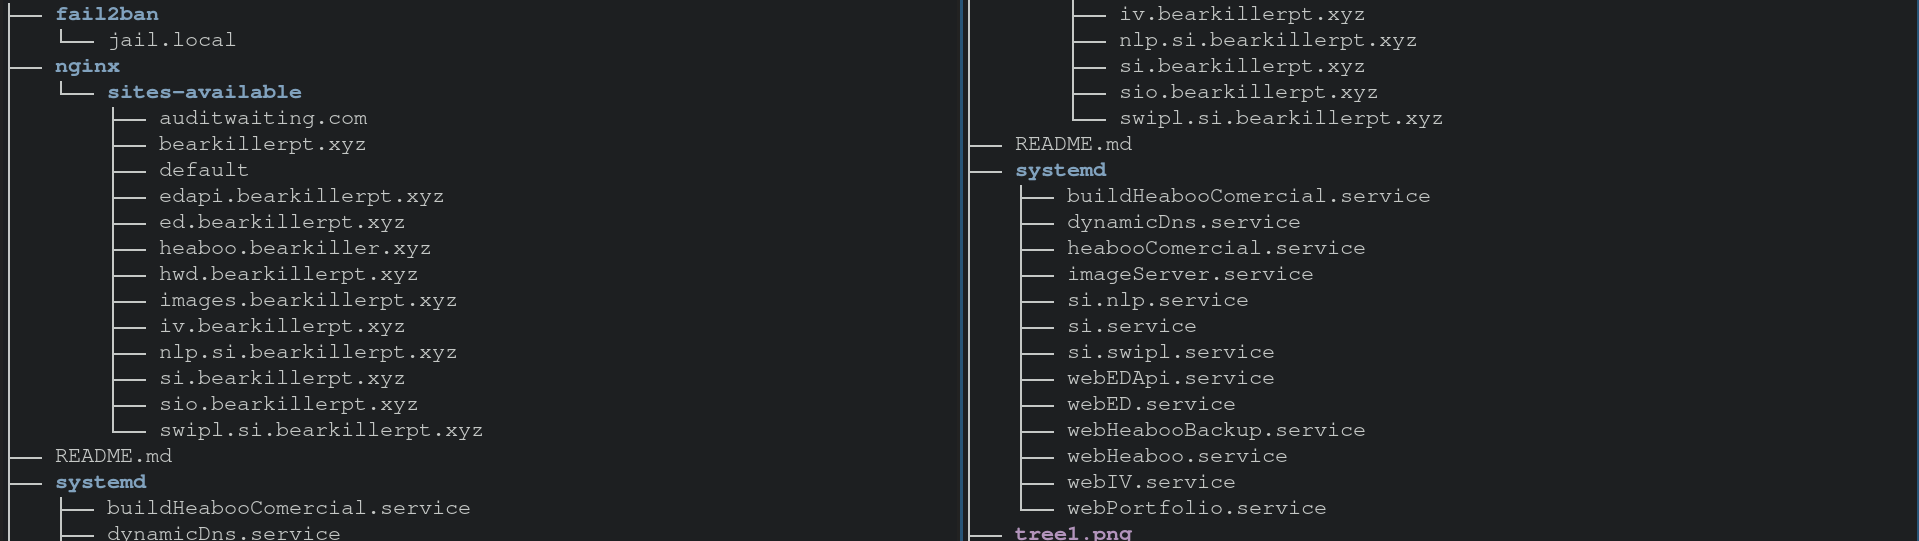 fail2ban
jail.local
nginx
sites-available
auditwaiting.com
bearkillerpt.xyz
default
edapi.bearkillerpt.xyz
ed.bearkillerpt.xyz
heaboo.bearkiller.xyz
hwd.bearkillerpt.xyz
images.bearkillerpt.xyz
iv.bearkillerpt.xyz
nlp.si.bearkillerpt.xyz
si.bearkillerpt.xyz
sio.bearkillerpt.xyz
swipl.si.bearkillerpt.xyz
README.md
systemd
buildHeabooComercial.service
dynamicDns.service
iv.bearkillerpt.xyz
nlp.si.bearkillerpt.xyz
si.bearkillerpt.xyz
sio.bearkillerpt.xyz
swipl.si.bearkillerpt.xyz
README.md
systemd
buildHeabooComercial.service
dynamicDns.service
heabooComercial.service
imageServer.service
si.nlp.service
si.service
si.swipl.service
webEDApi.service
webED.service
webHeabooBackup.service
webHeaboo.service
webIV.service
webPortfolio.service
tree1.png